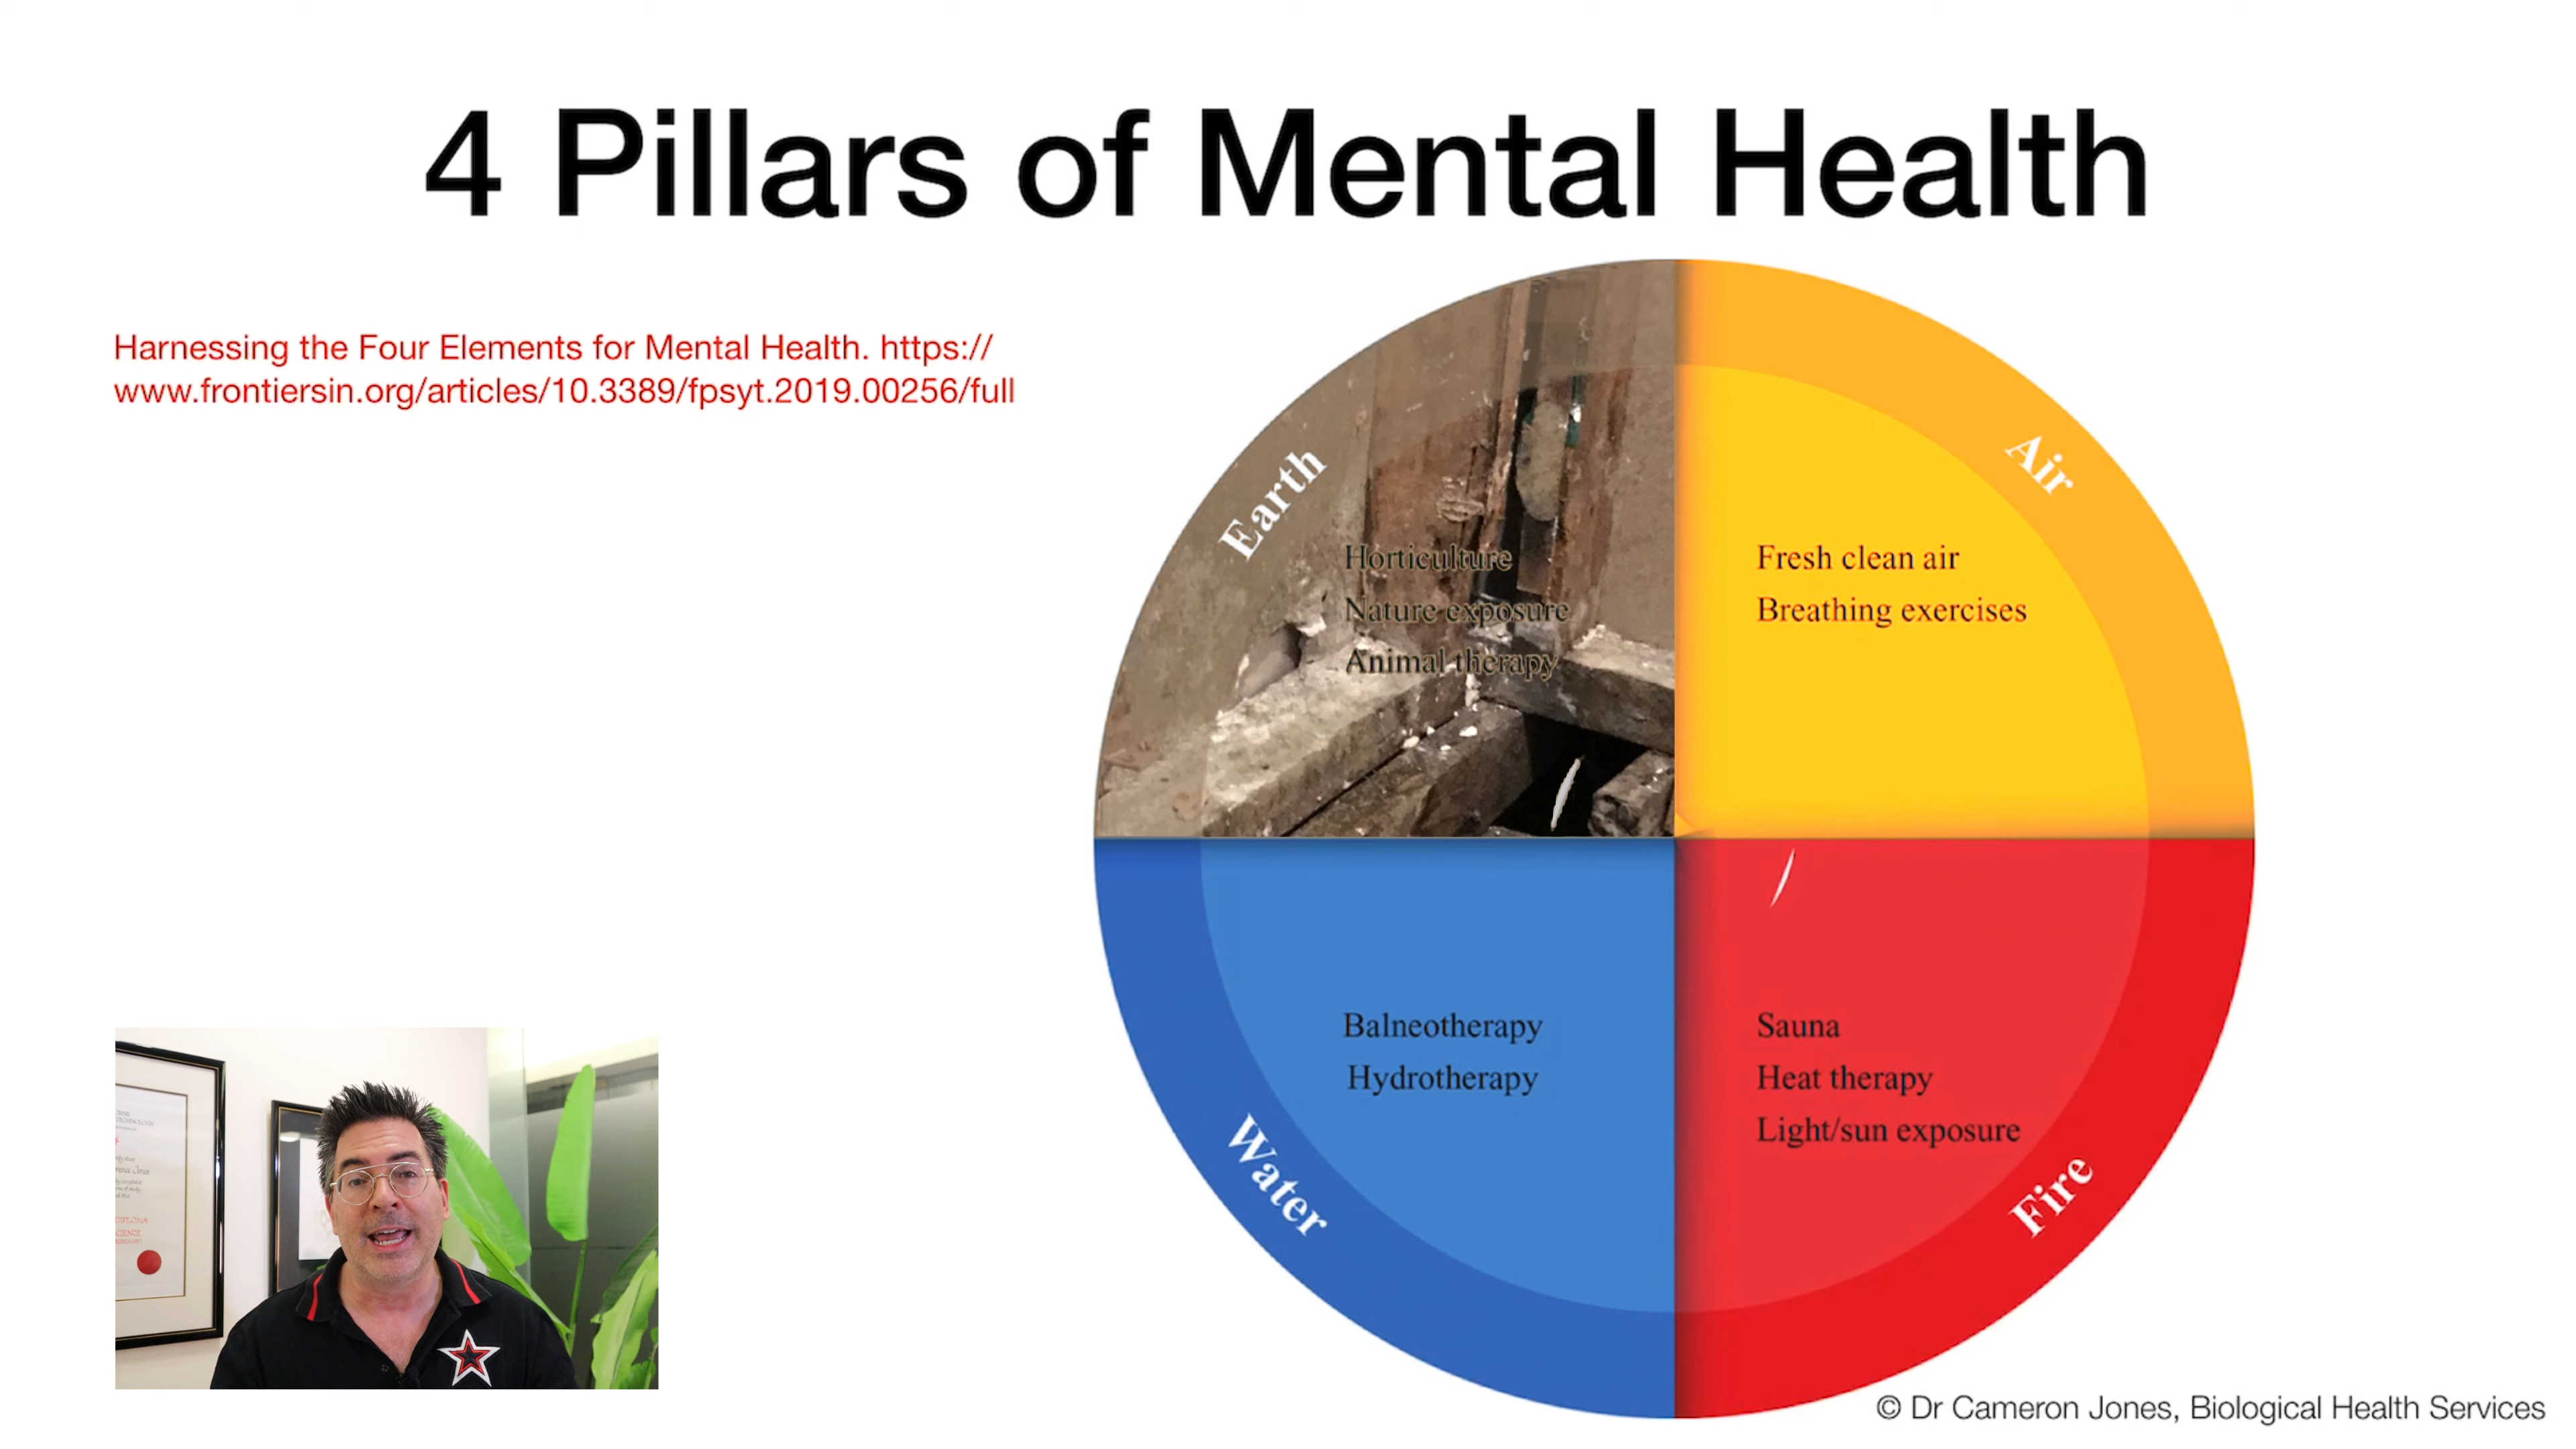 4 Pillars of Mental Health
Harnessing the Four Elements for Mental Health. https://
www.frontiersin.org/articles/10.3389/fpsyt.2019.00256/full
Earth
Horticulture
Nature exposure
Animal therapy
Air
Fresh clean air
Breathing exercises
Water
Balneotherapy
Hydrotherapy
Fire
Sauna
Heat therapy
Light/sun exposure
© Dr Cameron Jones, Biological Health Services